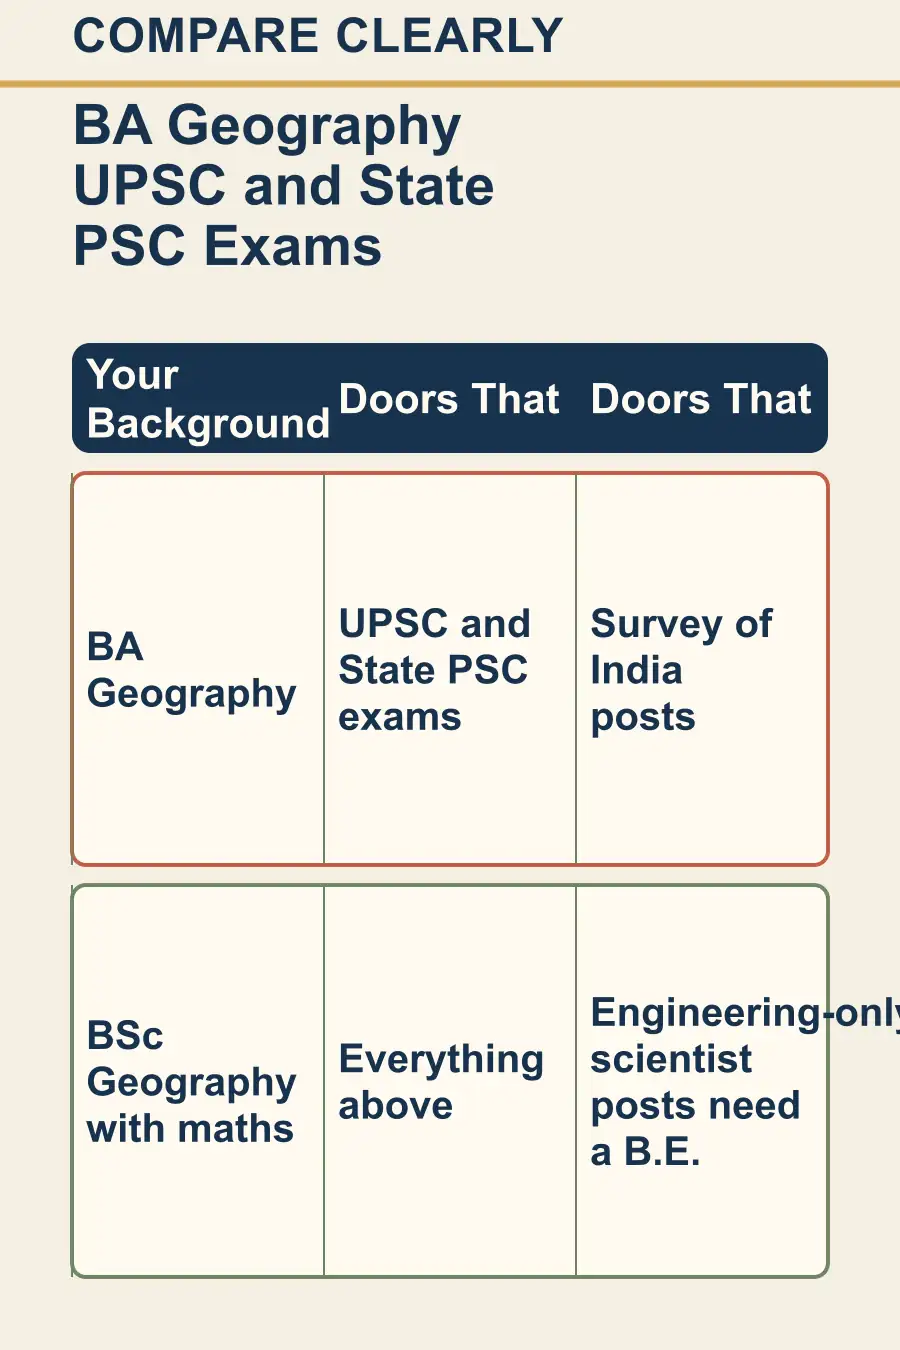 COMPARE CLEARLY
BA Geography
UPSC and State
PSC Exams
Your
Background
Doors That
Doors That
BA
Geography
UPSC and
State PSC
exams
Survey of
India
posts
BSc
Geography
with maths
Everything
above
Engineering-only
scientist
posts need
a B.E.